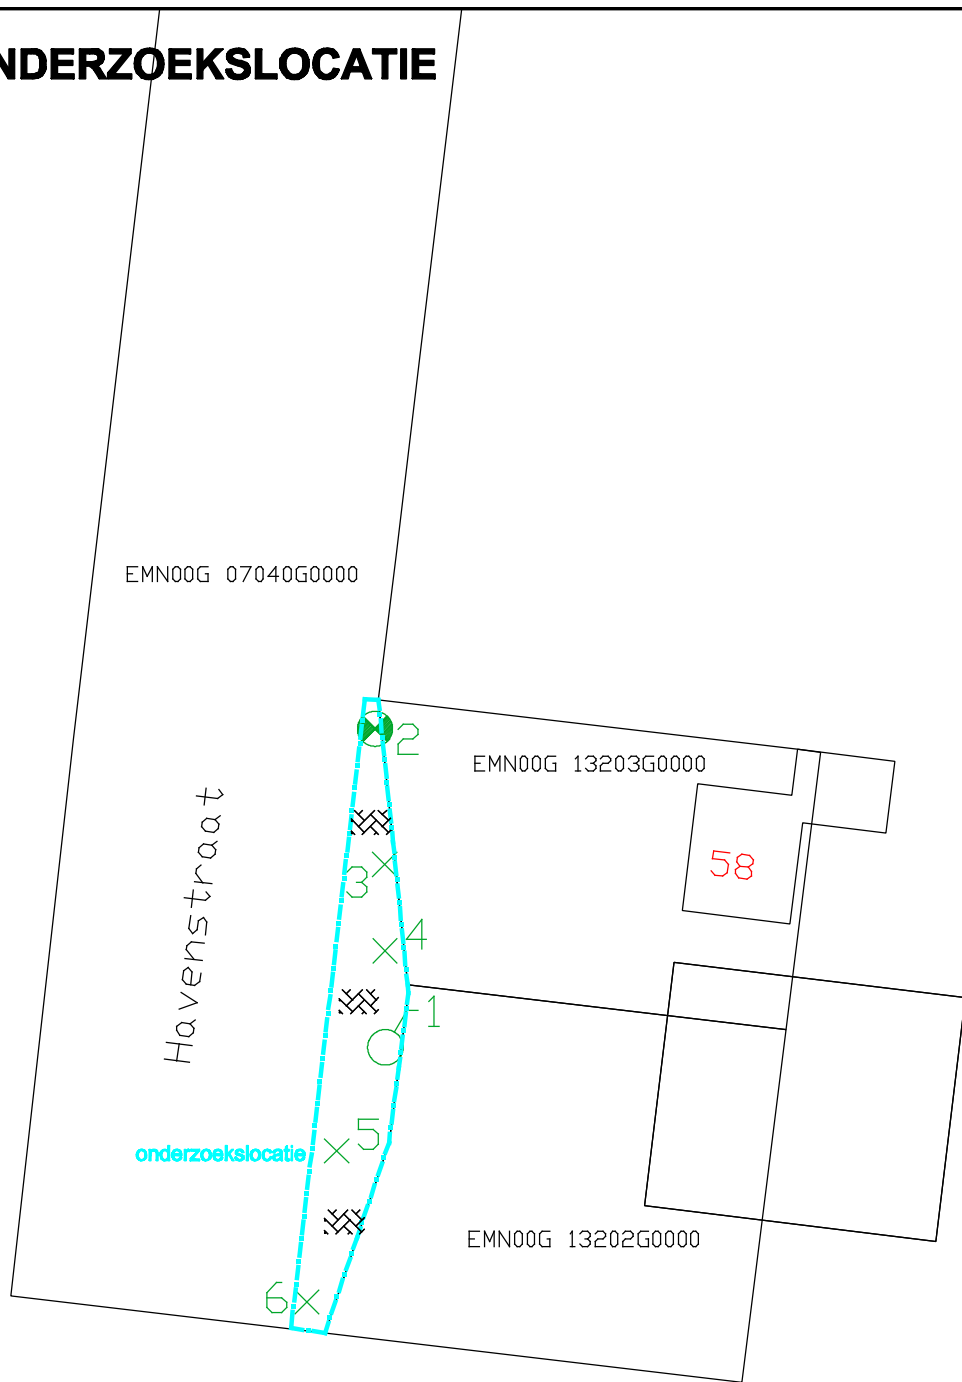 NDERZOEKSLOCATIE
EMN00G 07040G0000
2
EMN00G 13203G0000
Havenstraat
58
3
4
1
5
onderzoekslocatie
EMN00G 13202G0000
6